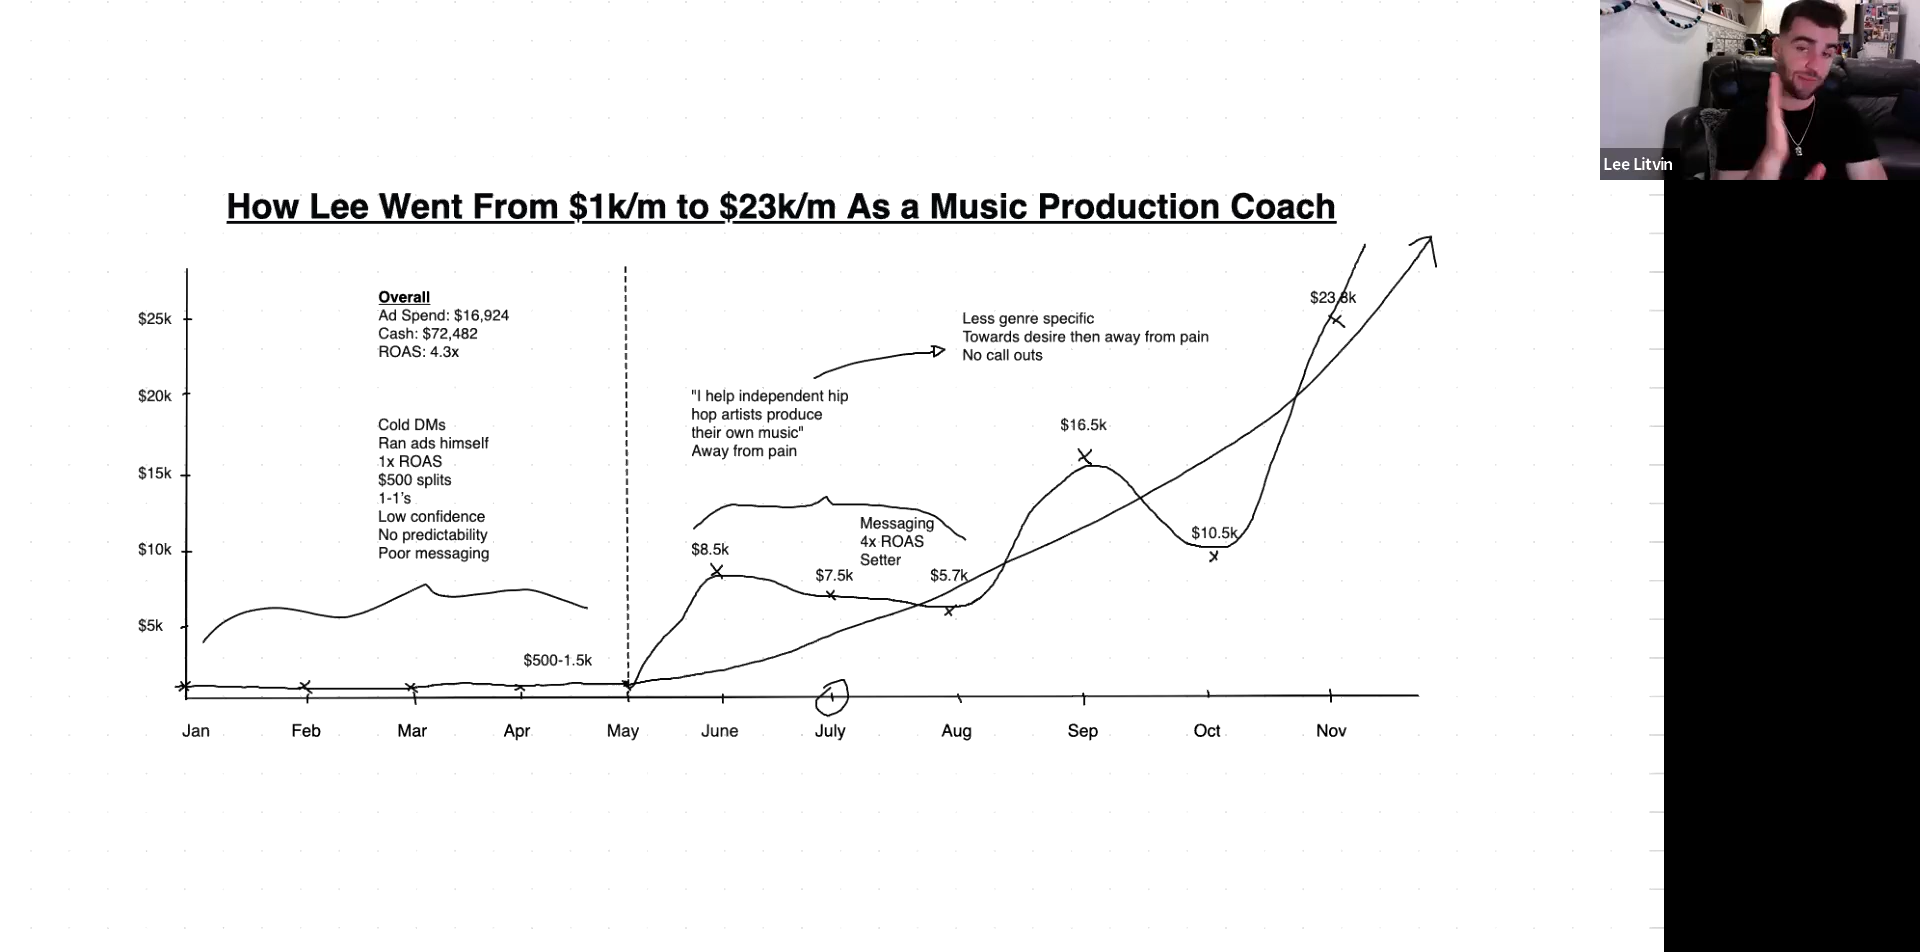 Lee Litvin
How Lee Went From $1k/m to $23k/m As a Music Production Coach
$25k
$20k
$15k
$10k
$5k
Overall
Ad Spend: $16,924
Cash: $72,482
ROAS: 4.3x
Cold DMs
Ran ads himself
1x ROAS
$500 splits
1-1's
Low confidence
No predictability
Poor messaging
$500-1.5k
"I help independent hip
hop artists produce
their own music"
Away from pain
Less genre specific
Towards desire then away from pain
No call outs
Messaging
4x ROAS
Setter
$8.5k
$7.5k
$5.7k
$16.5k
$10.5k
$23.8k
Jan Feb Mar Apr May June July Aug Sep Oct Nov